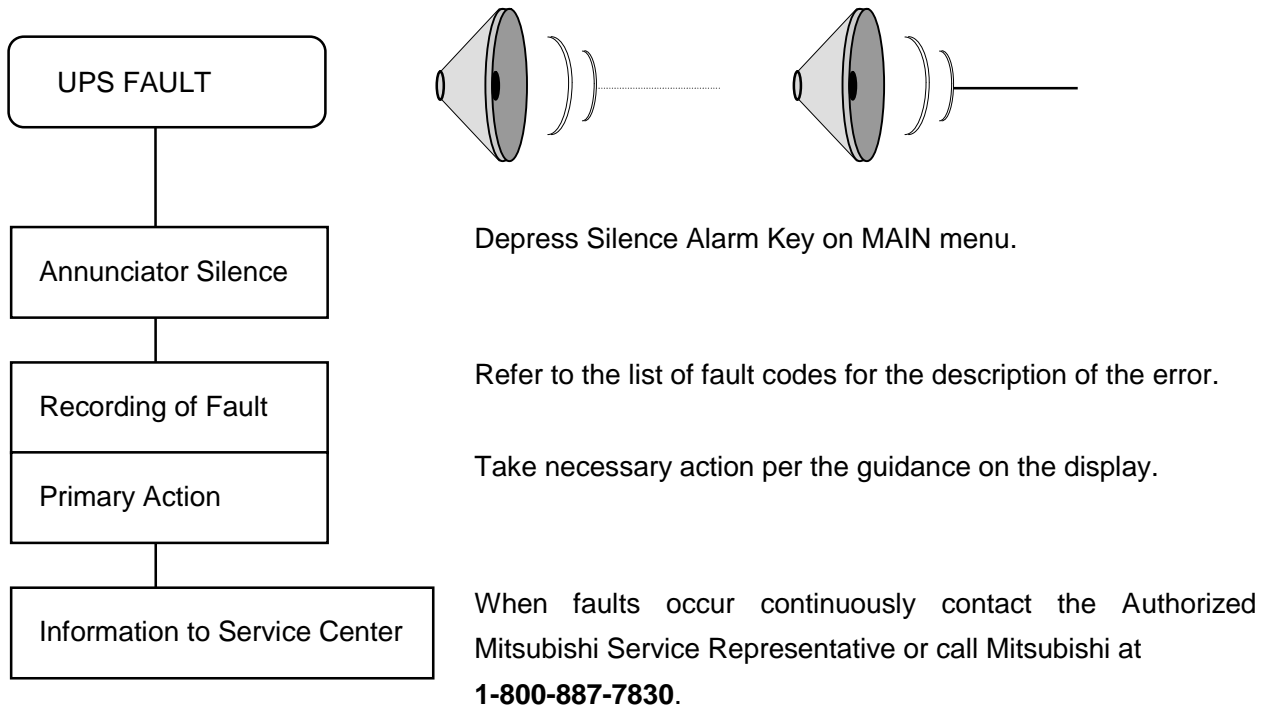 UPS FAULT
Annunciator Silence
Depress Silence Alarm Key on MAIN menu.
Recording of Fault
Refer to the list of fault codes for the description of the error.
Primary Action
Take necessary action per the guidance on the display.
Information to Service Center
When faults occur continuously contact the Authorized
Mitsubishi Service Representative or call Mitsubishi at
1-800-887-7830.